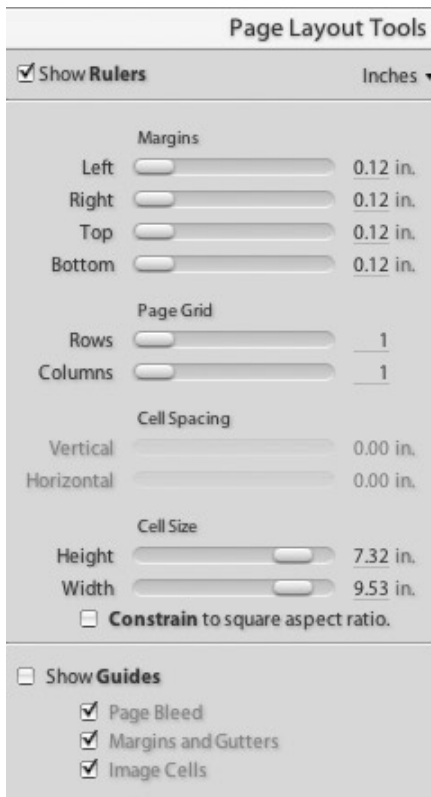 Page Layout Tools
Show Rulers Inches
Margins
Left 0.12 in.
Right 0.12 in.
Top 0.12 in.
Bottom 0.12 in.
Page Grid
Rows 1
Columns 1
Cell Spacing
Vertical 0.00 in.
Horizontal 0.00 in.
Cell Size
Height 7.32 in.
Width 9.53 in.
Constrain to square aspect ratio.
Show Guides
Page Bleed
Margins and Gutters
Image Cells